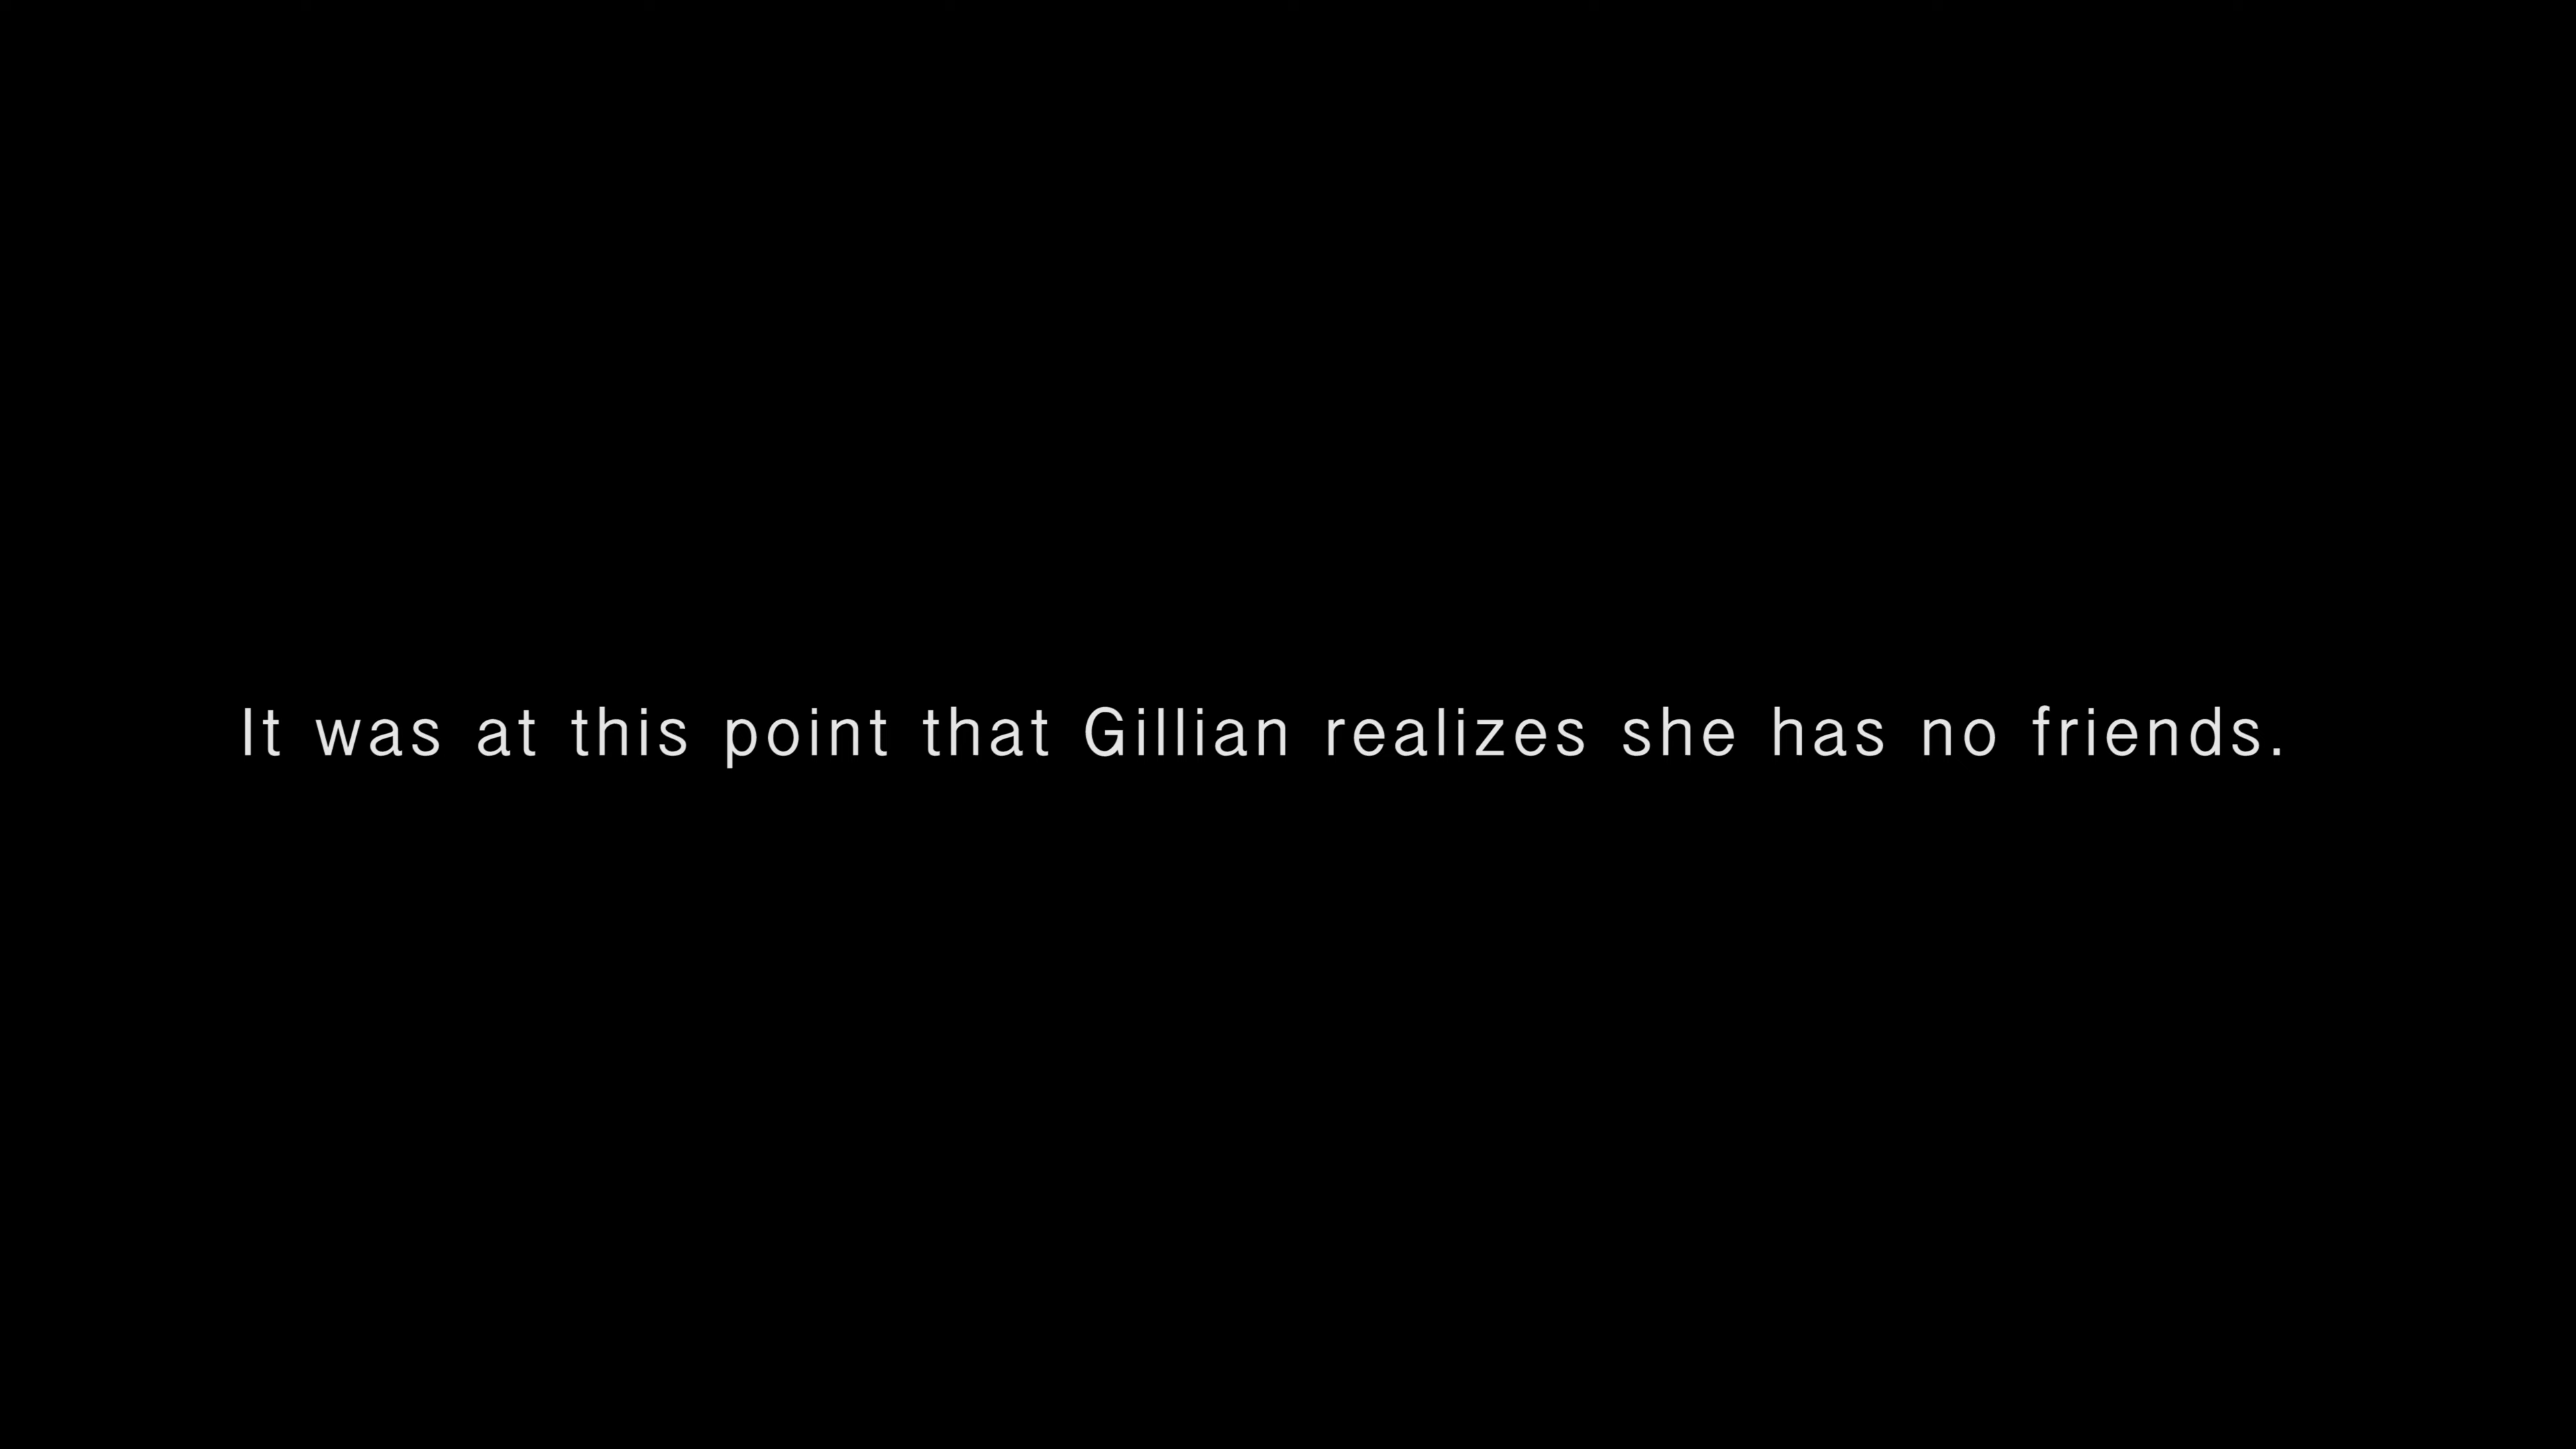 It was at this point that Gillian realizes she has no friends.